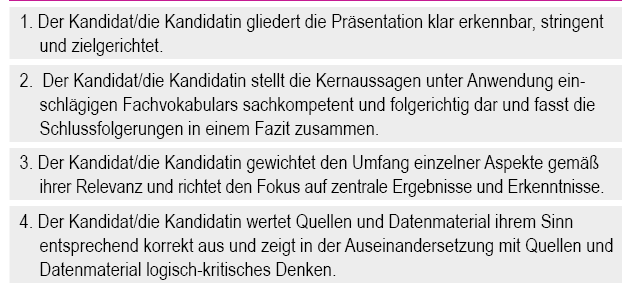 1. Der Kandidat/die Kandidatin gliedert die Präsentation klar erkennbar, stringent
und zielgerichtet.
2. Der Kandidat/die Kandidatin stellt die Kernaussagen unter Anwendung ein-
schlägigen Fachvokabulars sachkompetent und folgerichtig dar und fasst die
Schlussfolgerungen in einem Fazit zusammen.
3. Der Kandidat/die Kandidatin gewichtet den Umfang einzelner Aspekte gemäß
ihrer Relevanz und richtet den Fokus auf zentrale Ergebnisse und Erkenntnisse.
4. Der Kandidat/die Kandidatin wertet Quellen und Datenmaterial ihrem Sinn
entsprechend korrekt aus und zeigt in der Auseinandersetzung mit Quellen und
Datenmaterial logisch-kritisches Denken.